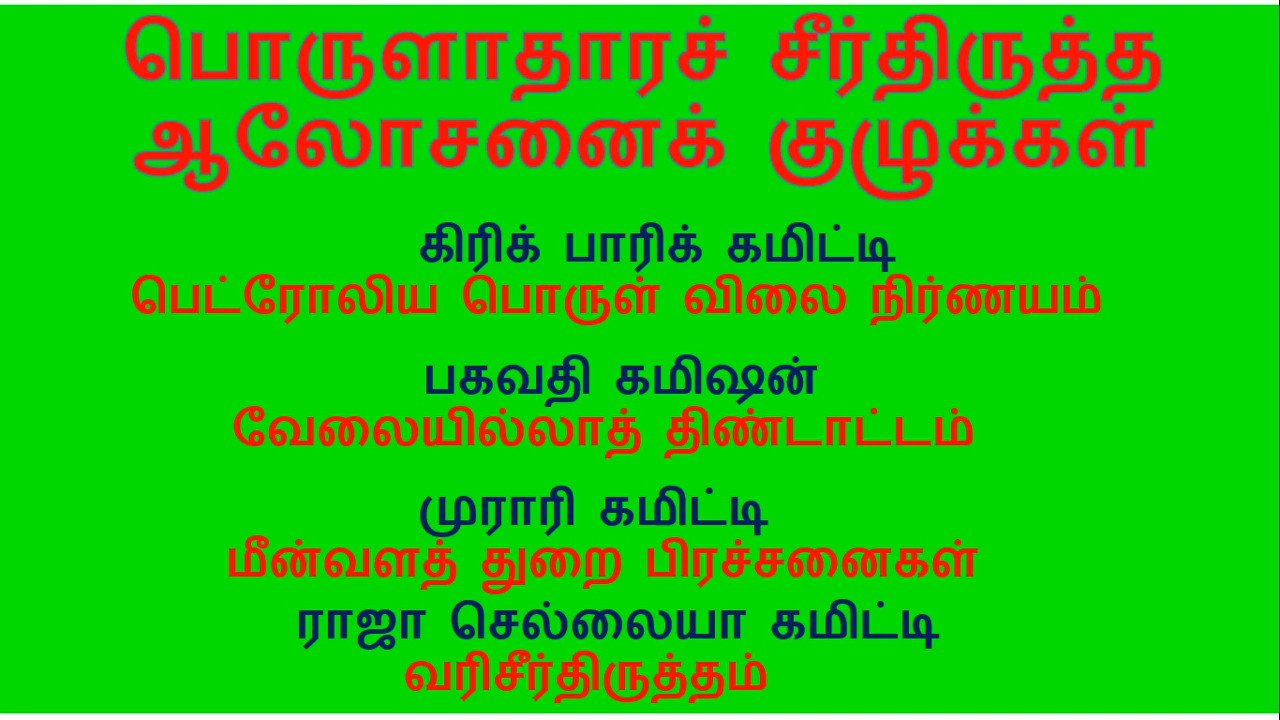 பொருளாதாரச் சீர்திருத்த
ஆலோசனைக் குழுக்கள்
கிரிக் பாரிக் கமிட்டி
பெட்ரோலிய பொருள் விலை நிர்ணயம்
பகவதி கமிஷன்
வேலையில்லாத் திண்டாட்டம்
முராரி கமிட்டி
மீன்வளத் துறை பிரச்சனைகள்
ராஜா செல்லையா கமிட்டி
வரிசீர்திருத்தம்